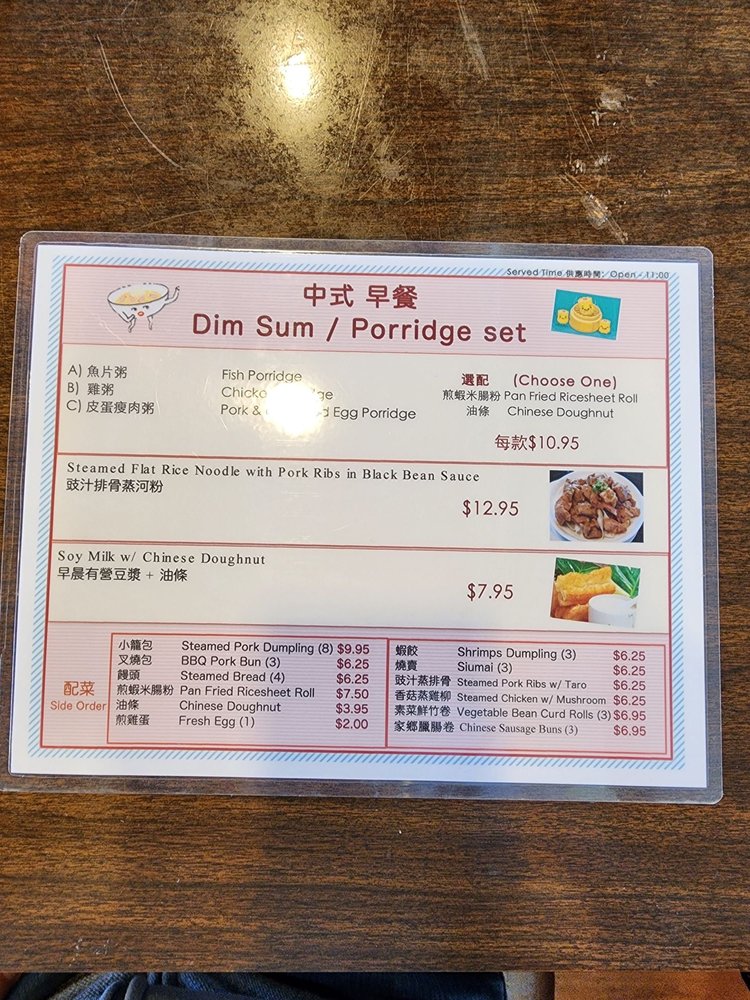 Served Time 供應時間: Open - 11:00
中式 早餐
Dim Sum / Porridge set
A) 魚片粥 Fish Porridge
B) 雞粥
C) 皮蛋瘦肉粥 Pork & Egg Porridge
選配 (Choose One)
煎蝦米腸粉 Pan Fried Ricesheet Roll
油條 Chinese Doughnut
每款$10.95
Steamed Flat Rice Noodle with Pork Ribs in Black Bean Sauce
豉汁排骨蒸河粉
$12.95
Soy Milk w/ Chinese Doughnut
早晨有營豆漿 + 油條
$7.95
配菜
Side Order
小籠包 Steamed Pork Dumpling (8) $9.95
叉燒包 BBQ Pork Bun (3) $6.25
饅頭 Steamed Bread (4) $6.25
煎蝦米腸粉 Pan Fried Ricesheet Roll $7.50
油條 Chinese Doughnut $3.95
煎雞蛋 Fresh Egg (1) $2.00
蝦餃 Shrimps Dumpling (3) $6.25
燒賣 Siumai (3) $6.25
豉汁蒸排骨 Steamed Pork Ribs w/ Taro $6.25
香菇蒸雞柳 Steamed Chicken w/ Mushroom $6.25
素菜鮮竹卷 Vegetable Bean Curd Rolls (3) $6.95
家鄉臘腸卷 Chinese Sausage Buns (3) $6.95